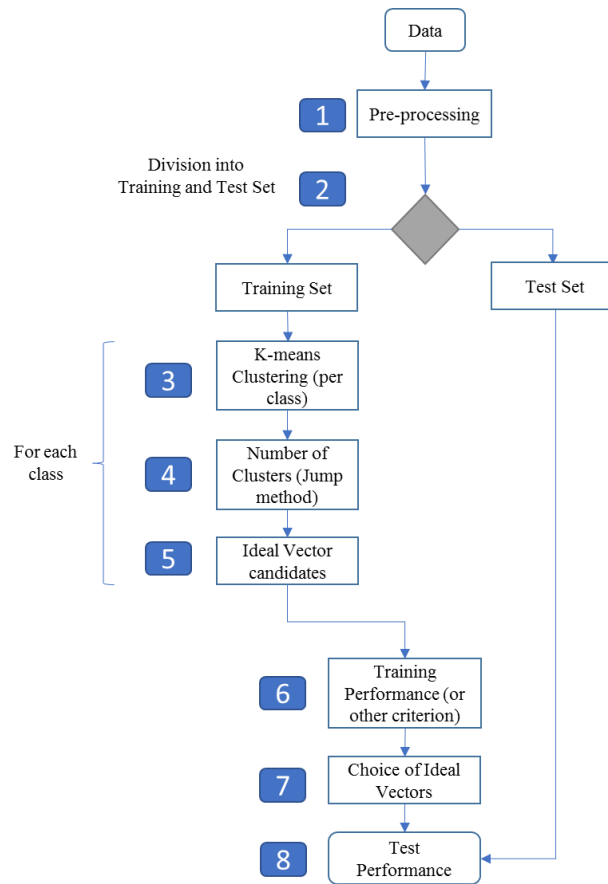 Data
1
Pre-processing
Division into
Training and Test Set
2
Training Set
Test Set
3
K-means
Clustering (per
class)
For each
class
4
Number of
Clusters (Jump
method)
5
Ideal Vector
candidates
6
Training
Performance (or
other criterion)
7
Choice of Ideal
Vectors
8
Test
Performance